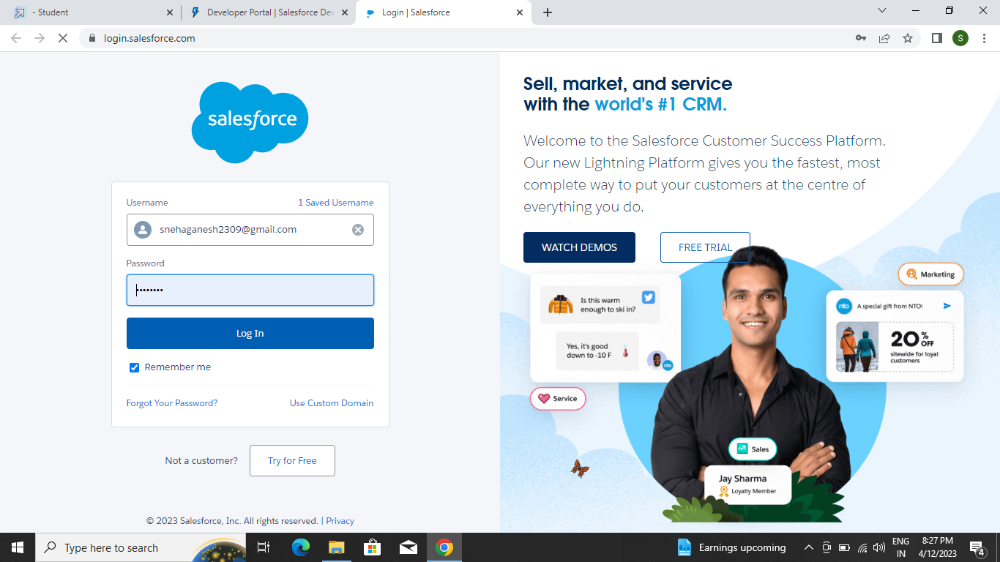 - Student
Developer Portal | Salesforce Dev
Login | Salesforce
login.salesforce.com
S
salesforce
Username
1 Saved Username
snehaganesh2309@gmail.com
Password
••••••••
Log In
Remember me
Forgot Your Password?
Use Custom Domain
Not a customer?
Try for Free
© 2023 Salesforce, Inc. All rights reserved. | Privacy
Sell, market, and service
with the world's #1 CRM.
Welcome to the Salesforce Customer Success Platform.
Our new Lightning Platform gives you the fastest, most
complete way to put your customers at the centre of
everything you do.
WATCH DEMOS
FREE TRIAL
Is this warm
enough to ski in?
Yes, it's good
down to -10 F
nto
Service
Marketing
nto
A special gift from NTO!
20% OFF
sitewide for loyal
customers
Sales
Jay Sharma
Loyalty Member
Type here to search
Earnings upcoming
ENG
IN
8:27 PM
4/12/2023
4